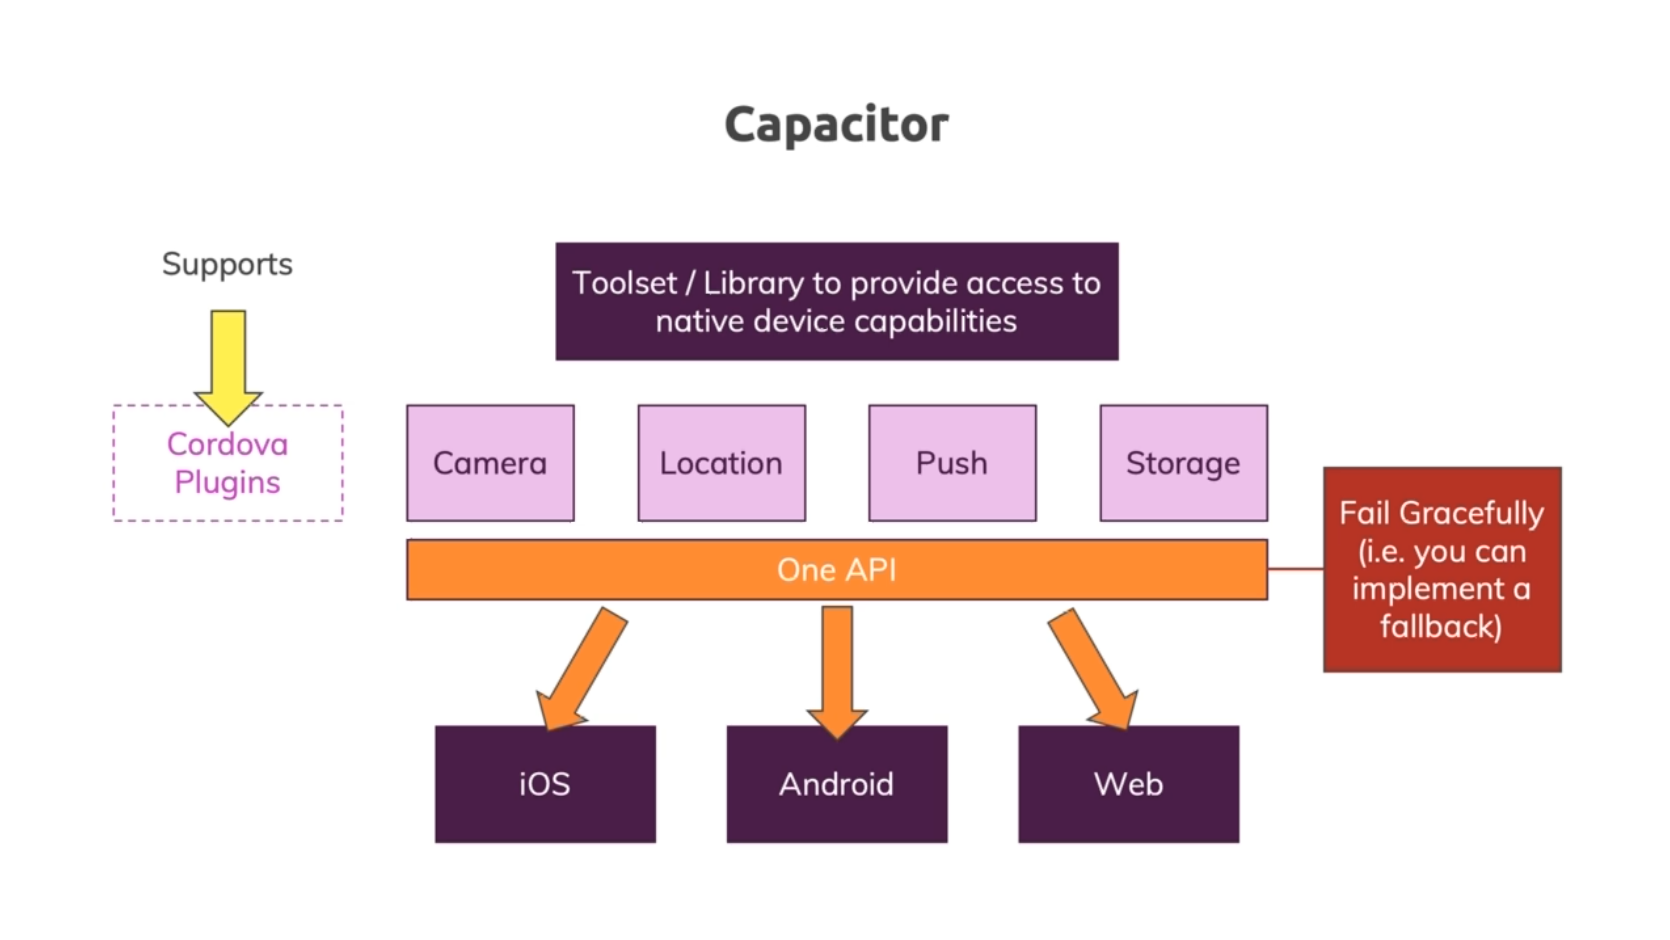 Capacitor
Supports
Toolset / Library to provide access to
native device capabilities
Cordova
Plugins
Camera
Location
Push
Storage
One API
Fail Gracefully
(i.e. you can
implement a
fallback)
iOS
Android
Web